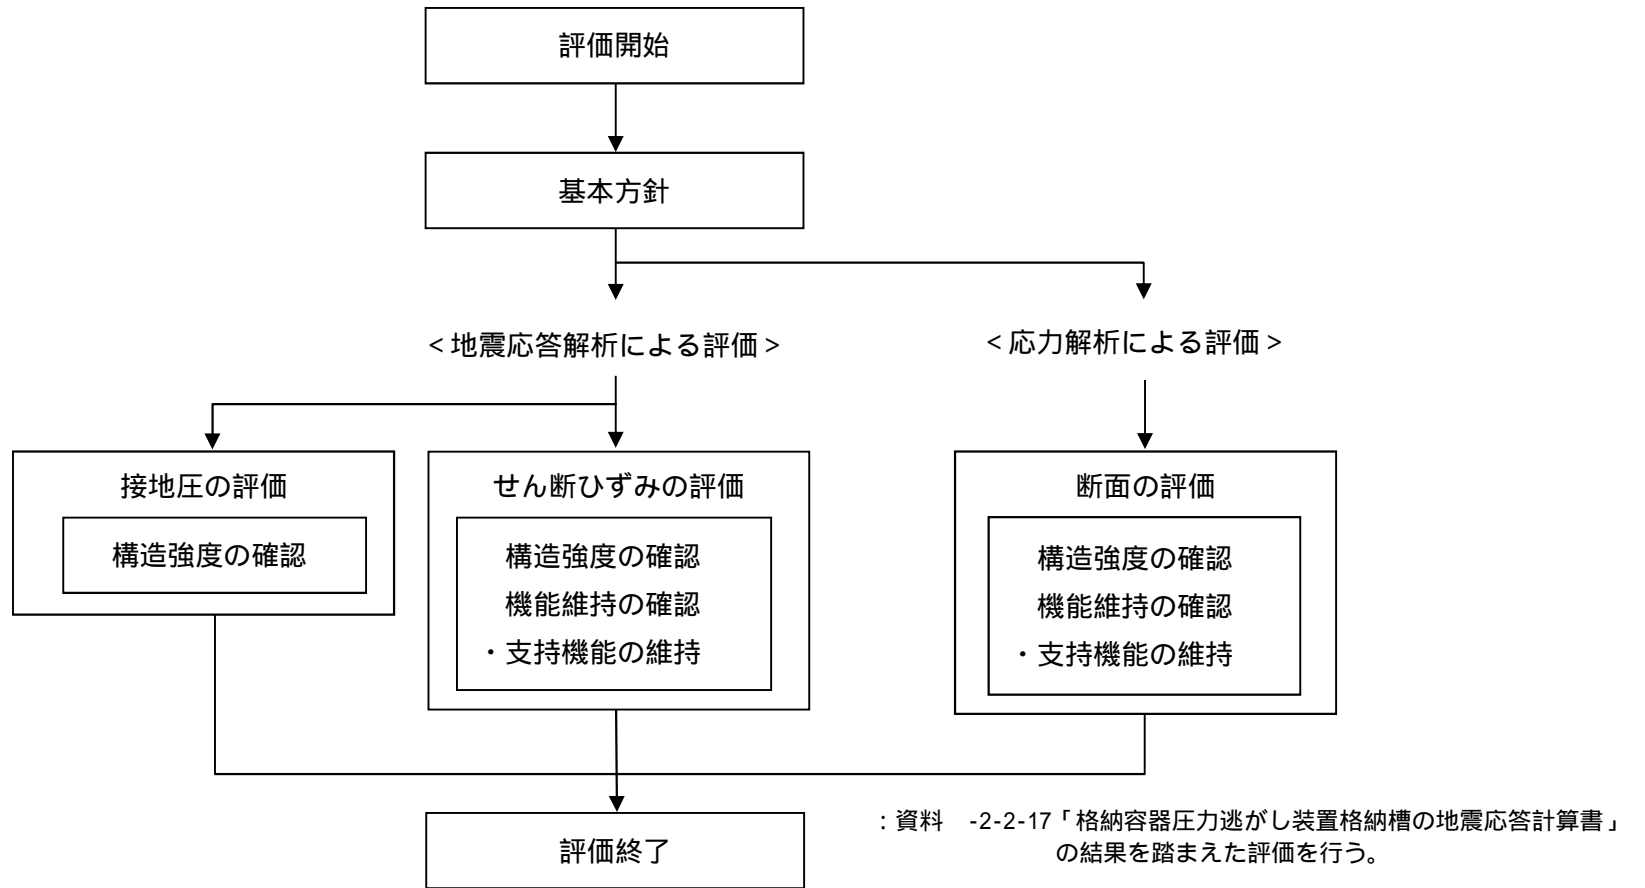 評価開始
基本方針
<地震応答解析による評価>
<応力解析による評価>
接地圧の評価
構造強度の確認
せん断ひずみの評価
構造強度の確認
機能維持の確認
・支持機能の維持
断面の評価
構造強度の確認
機能維持の確認
・支持機能の維持
評価終了
：資料　-2-2-17「格納容器圧力逃がし装置格納槽の地震応答計算書」
の結果を踏まえた評価を行う。